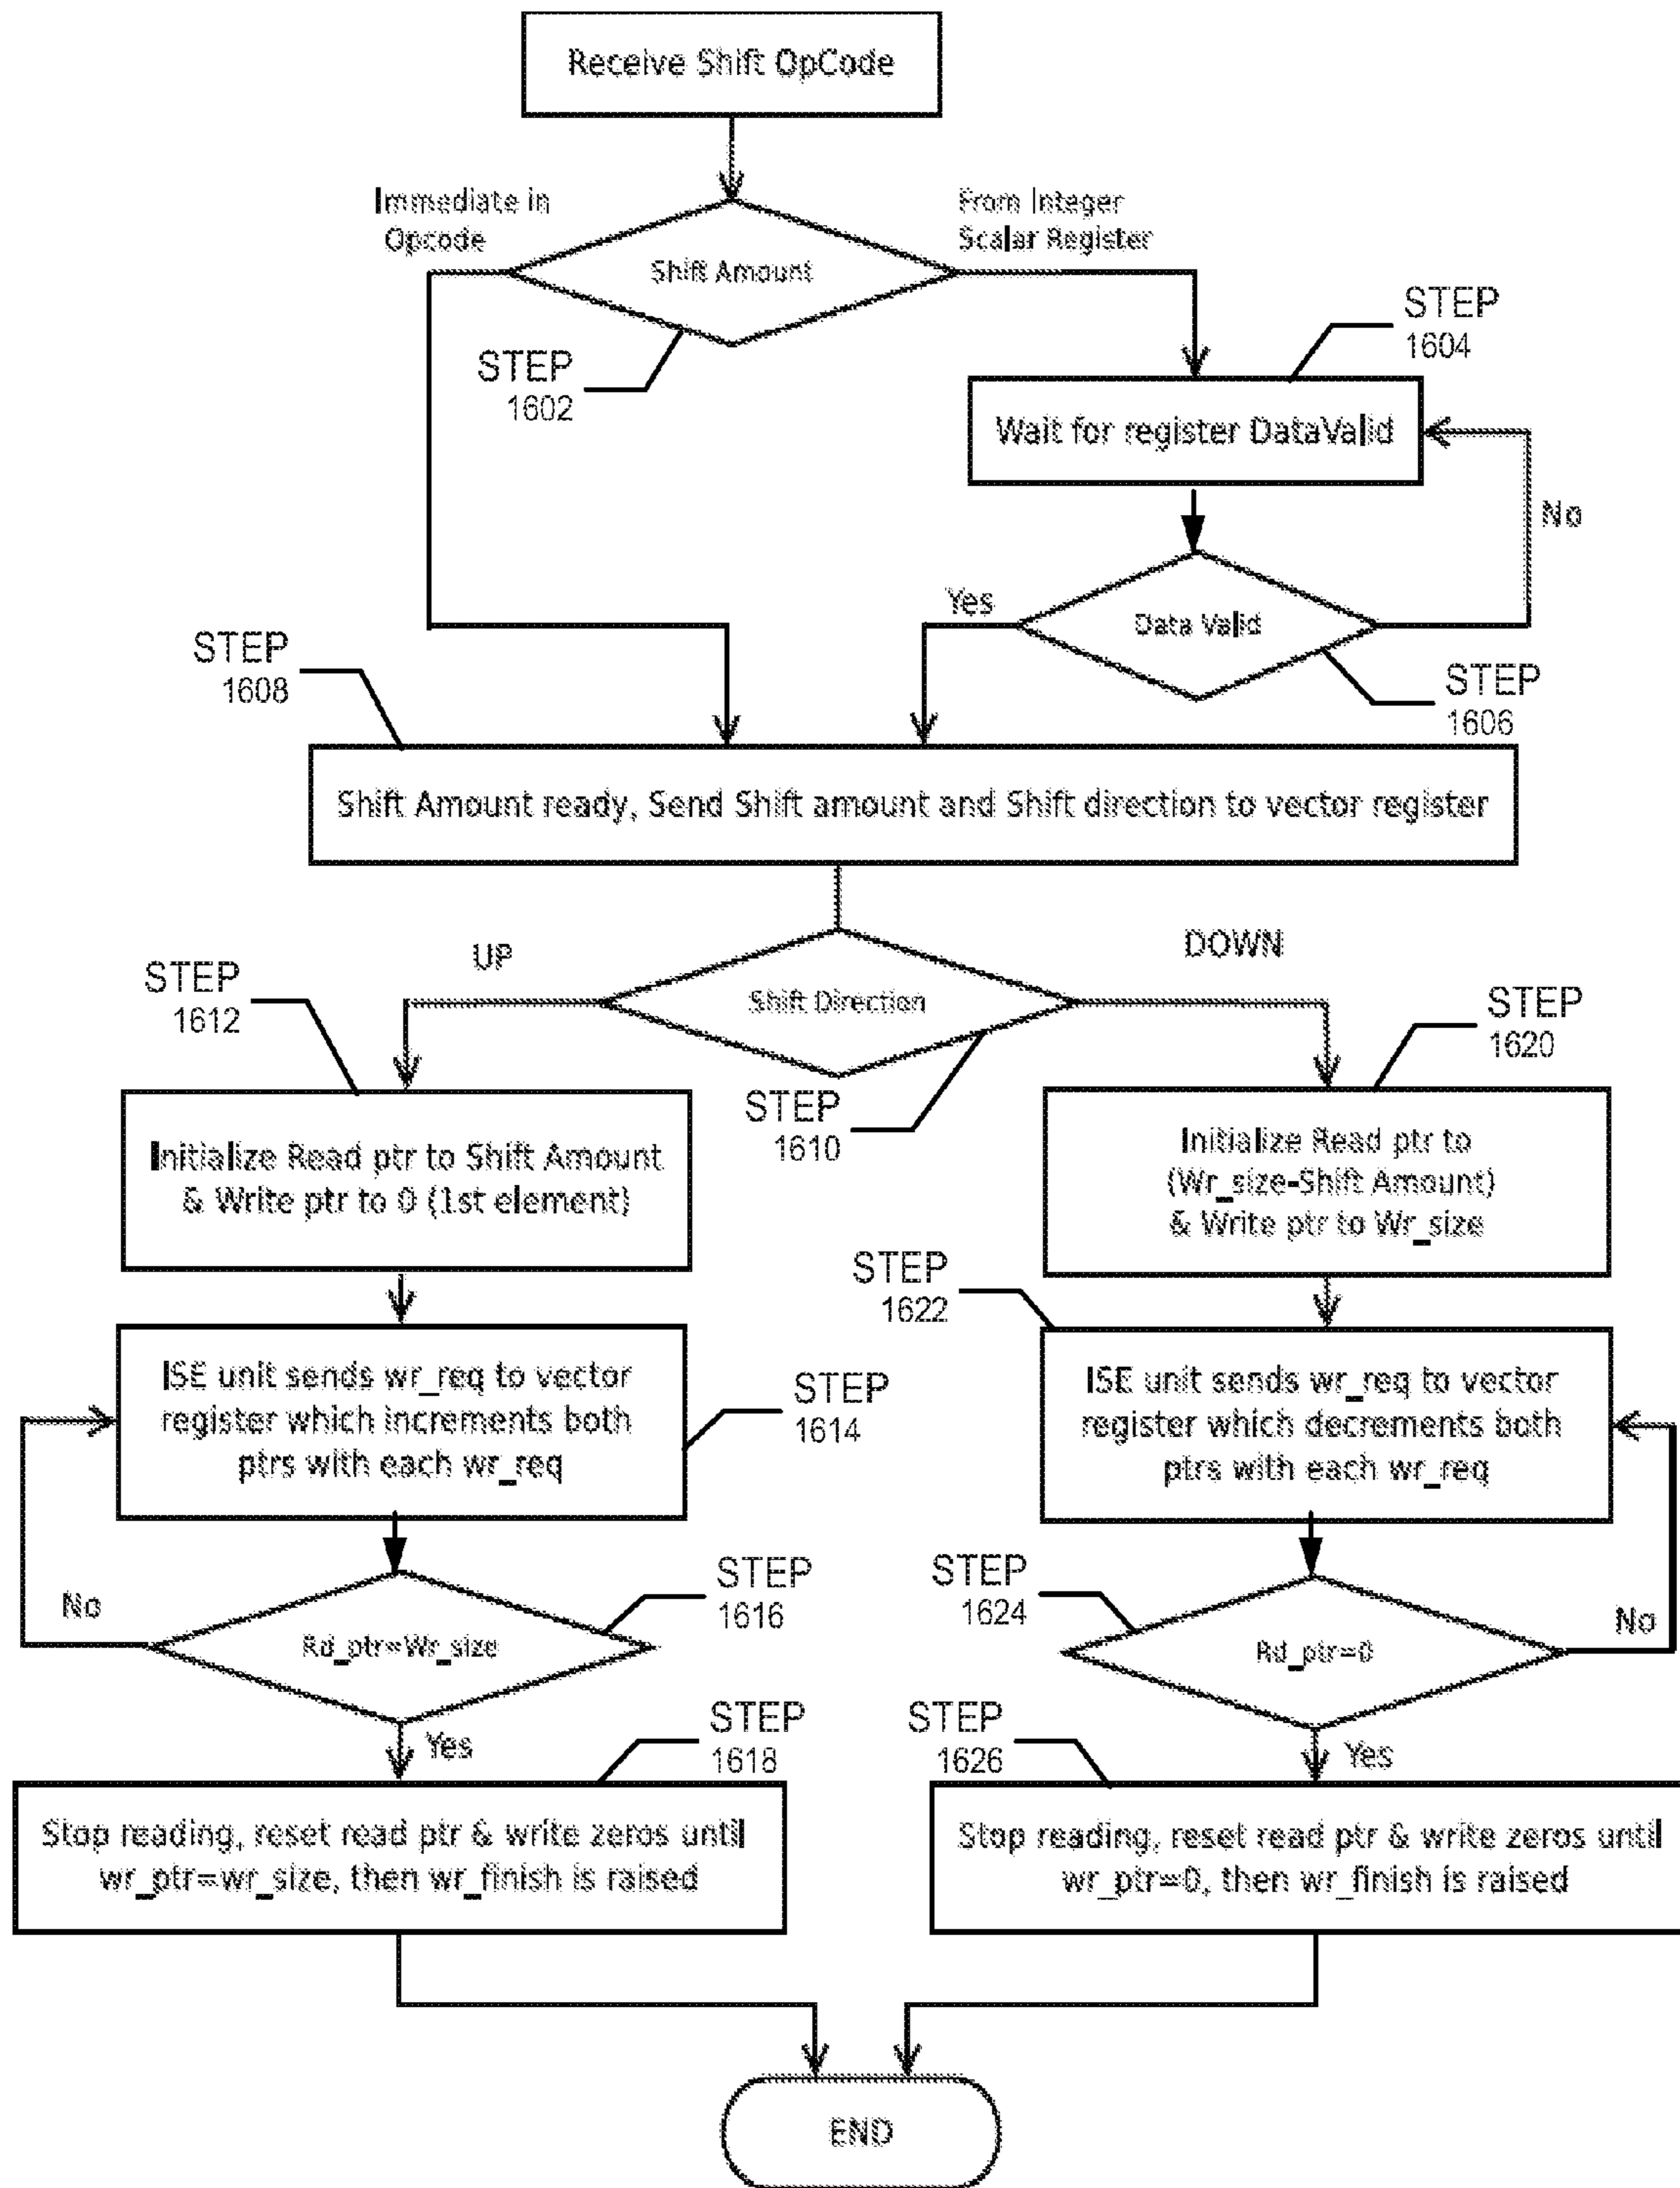 Receive Shift OpCode
Immediate in
Opcode
From Integer
Scalar Register
Shift Amount
STEP
1602
STEP
1604
Wait for register DataValid
No
Yes
Data Valid
STEP
1606
STEP
1608
Shift Amount ready, Send Shift amount and Shift direction to vector register
UP
DOWN
Shift Direction
STEP
1610
STEP
1612
STEP
1620
Initialize Read ptr to Shift Amount
& Write ptr to 0 (1st element)
Initialize Read ptr to
(Wr_size-Shift Amount)
& Write ptr to Wr_size
STEP
1622
ISE unit sends wr_req to vector
register which increments both
ptrs with each wr_req
STEP
1614
ISE unit sends wr_req to vector
register which decrements both
ptrs with each wr_req
No
Rd_ptr=Wr_size
STEP
1616
STEP
1624
Rd_ptr=0
No
Yes
STEP
1618
STEP
1626
Yes
Stop reading, reset read ptr & write zeros until
wr_ptr=wr_size, then wr_finish is raised
Stop reading, reset read ptr & write zeros until
wr_ptr=0, then wr_finish is raised
END